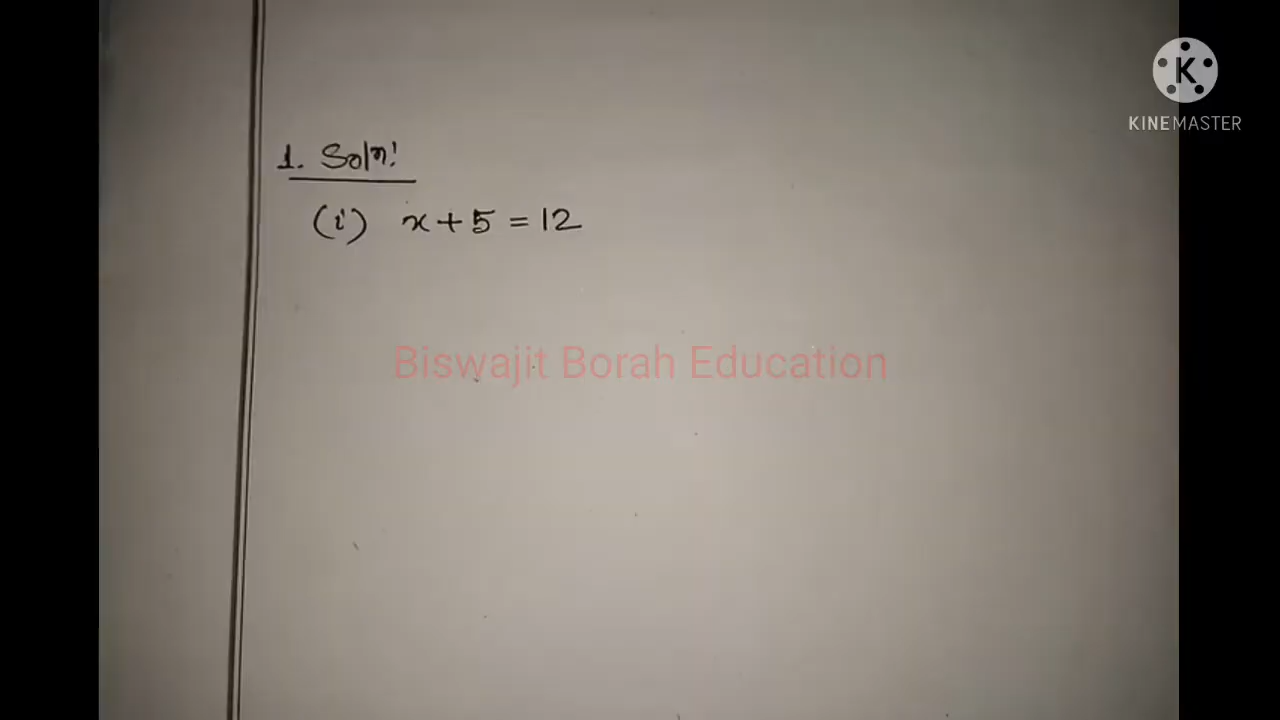 KINEMASTER
1. Soln!
(i) x + 5 = 12
Biswajit Borah Education